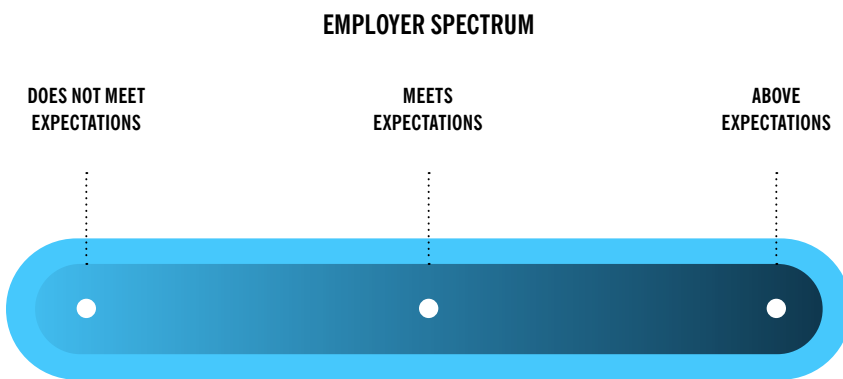 EMPLOYER SPECTRUM
DOES NOT MEET
EXPECTATIONS
MEETS
EXPECTATIONS
ABOVE
EXPECTATIONS